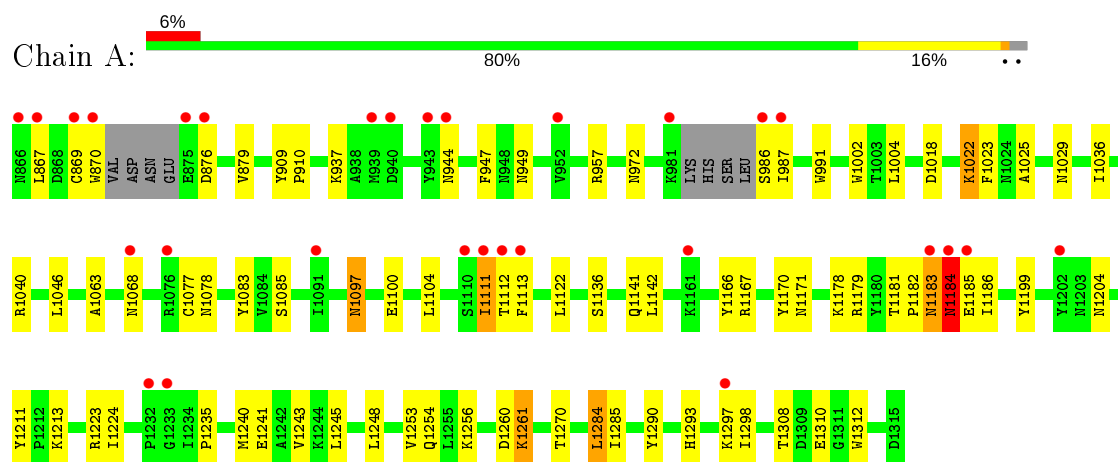 6%
Chain A:
80% 16% • •
N866 L867 D868 C869 W870 VAL ASP ASN GLU E875 D876 V879 Y909 P910 K937 A938 M939 D940 Y943 N944 F947 N948 N949 V952 R957 N972 K981 LYS HIS SER LEU S986 I987 W991 W1002 T1003 L1004 D1018 K1022 F1023 N1024 A1025 N1029 I1036
R1040 L1046 A1063 N1068 R1076 C1077 N1078 Y1083 V1084 S1085 I1091 N1097 E1100 L1104 S1110 I1111 T1112 F1113 L1122 S1136 Q1141 L1142 K1161 Y1166 R1167 Y1170 N1171 K1178 R1179 Y1180 T1181 P1182 N1183 N1184 E1185 I1186 Y1199 Y1202 N1203 N1204
Y1211 P1212 K1213 R1223 I1224 P1232 G1233 I1234 P1235 M1240 E1241 A1242 V1243 K1244 L1245 L1248 V1253 Q1254 L1255 K1256 D1260 K1261 T1270 L1284 I1285 Y1290 H1293 K1297 I1298 T1308 D1309 E1310 G1311 W1312 D1315